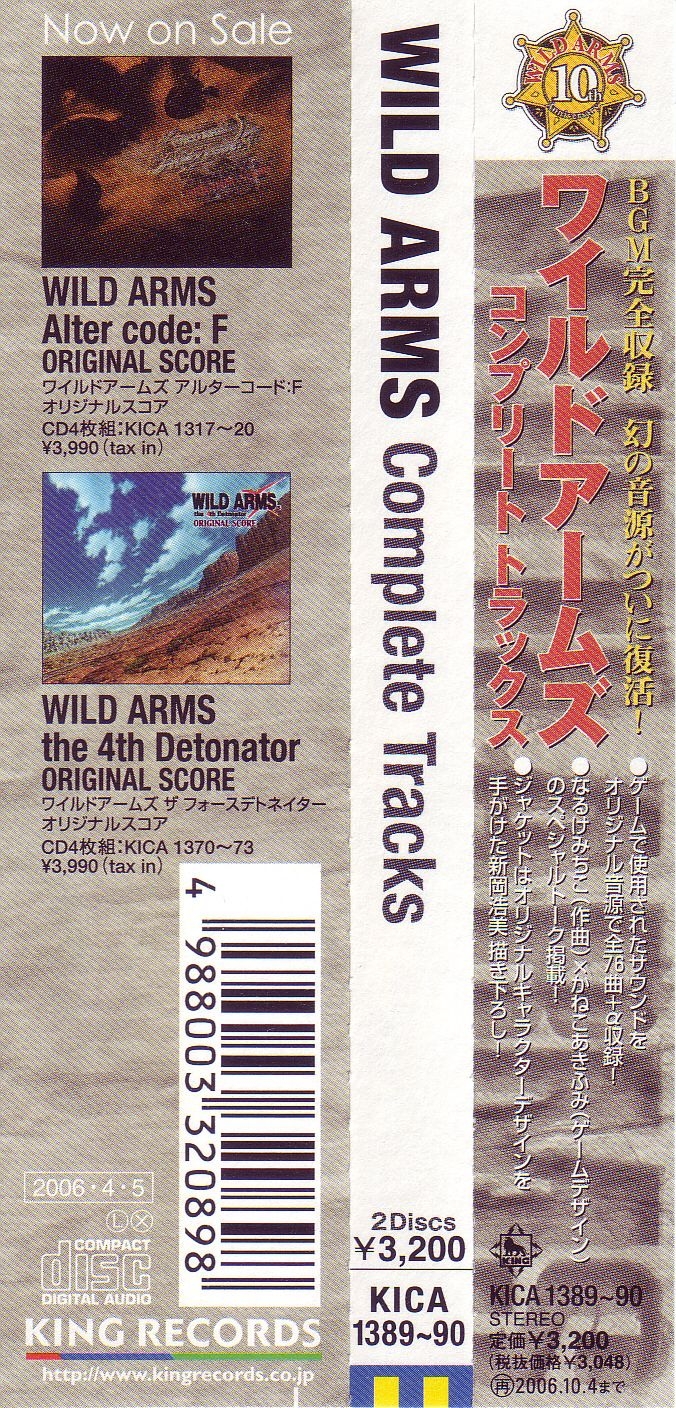 Now on Sale
WILD ARMS
Alter code: F
ORIGINAL SCORE
ワイルドアームズ アルターコード:F
オリジナルスコア
CD4枚組:KICA 1317〜20
¥3,990(tax in)
WILD ARMS
the 4th Detonator
ORIGINAL SCORE
WILD ARMS
the 4th Detonator
ORIGINAL SCORE
ワイルドアームズ ザ フォースデトネイター
オリジナルスコア
CD4枚組:KICA 1370〜73
¥3,990(tax in)
4 988003 320898
2006・4・5
Ⓛ Ⓧ
COMPACT
disc
DIGITAL AUDIO
KING RECORDS
http://www.kingrecords.co.jp
WILD ARMS Complete Tracks
2Discs
¥3,200
KICA
1389~90
WILD ARMS
10th
BGM完全収録 幻の音源がついに復活!
ワイルドアームズ
コンプリート トラックス
●ゲームで使用されたサウンドを
オリジナル音源で全76曲+α収録!
●なるけみちこ(作曲)×かねこあきふみ(ゲームデザイン)
のスペシャルトーク掲載!
●ジャケットはオリジナルキャラクターデザインを
手がけた新岡浩美 描き下ろし!
KING
KICA 1389~90
STEREO
定価¥3,200
(税抜価格¥3,048)
再2006.10.4まで